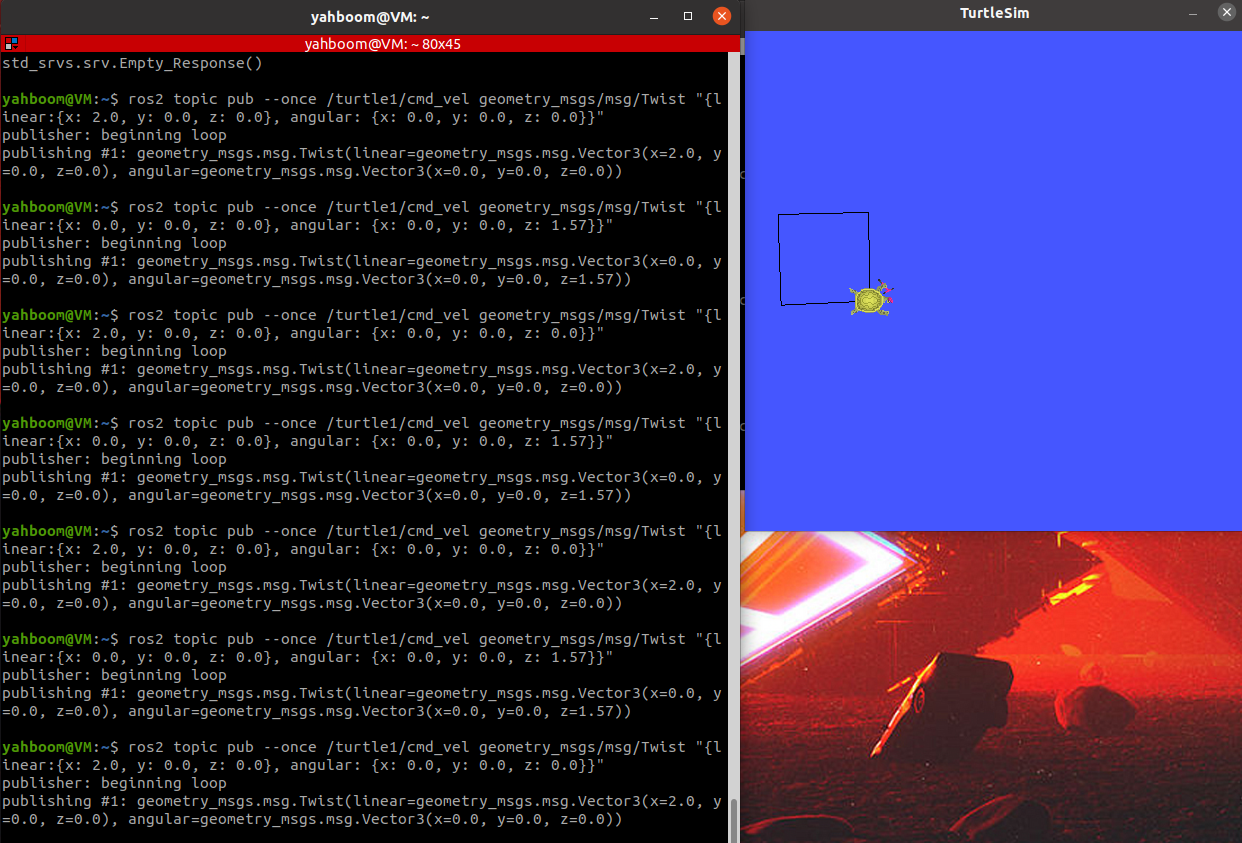 yahboom@VM: ~
TurtleSim
yahboom@VM: ~ 80x45
std_srvs.srv.Empty_Response()
yahboom@VM:~$ ros2 topic pub --once /turtle1/cmd_vel geometry_msgs/msg/Twist "{l
inear:{x: 2.0, y: 0.0, z: 0.0}, angular: {x: 0.0, y: 0.0, z: 0.0}}"
publisher: beginning loop
publishing #1: geometry_msgs.msg.Twist(linear=geometry_msgs.msg.Vector3(x=2.0, y
=0.0, z=0.0), angular=geometry_msgs.msg.Vector3(x=0.0, y=0.0, z=0.0))
yahboom@VM:~$ ros2 topic pub --once /turtle1/cmd_vel geometry_msgs/msg/Twist "{l
inear:{x: 0.0, y: 0.0, z: 0.0}, angular: {x: 0.0, y: 0.0, z: 1.57}}"
publisher: beginning loop
publishing #1: geometry_msgs.msg.Twist(linear=geometry_msgs.msg.Vector3(x=0.0, y
=0.0, z=0.0), angular=geometry_msgs.msg.Vector3(x=0.0, y=0.0, z=1.57))
yahboom@VM:~$ ros2 topic pub --once /turtle1/cmd_vel geometry_msgs/msg/Twist "{l
inear:{x: 2.0, y: 0.0, z: 0.0}, angular: {x: 0.0, y: 0.0, z: 0.0}}"
publisher: beginning loop
publishing #1: geometry_msgs.msg.Twist(linear=geometry_msgs.msg.Vector3(x=2.0, y
=0.0, z=0.0), angular=geometry_msgs.msg.Vector3(x=0.0, y=0.0, z=0.0))
yahboom@VM:~$ ros2 topic pub --once /turtle1/cmd_vel geometry_msgs/msg/Twist "{l
inear:{x: 0.0, y: 0.0, z: 0.0}, angular: {x: 0.0, y: 0.0, z: 1.57}}"
publisher: beginning loop
publishing #1: geometry_msgs.msg.Twist(linear=geometry_msgs.msg.Vector3(x=0.0, y
=0.0, z=0.0), angular=geometry_msgs.msg.Vector3(x=0.0, y=0.0, z=1.57))
yahboom@VM:~$ ros2 topic pub --once /turtle1/cmd_vel geometry_msgs/msg/Twist "{l
inear:{x: 2.0, y: 0.0, z: 0.0}, angular: {x: 0.0, y: 0.0, z: 0.0}}"
publisher: beginning loop
publishing #1: geometry_msgs.msg.Twist(linear=geometry_msgs.msg.Vector3(x=2.0, y
=0.0, z=0.0), angular=geometry_msgs.msg.Vector3(x=0.0, y=0.0, z=0.0))
yahboom@VM:~$ ros2 topic pub --once /turtle1/cmd_vel geometry_msgs/msg/Twist "{l
inear:{x: 0.0, y: 0.0, z: 0.0}, angular: {x: 0.0, y: 0.0, z: 1.57}}"
publisher: beginning loop
publishing #1: geometry_msgs.msg.Twist(linear=geometry_msgs.msg.Vector3(x=0.0, y
=0.0, z=0.0), angular=geometry_msgs.msg.Vector3(x=0.0, y=0.0, z=1.57))
yahboom@VM:~$ ros2 topic pub --once /turtle1/cmd_vel geometry_msgs/msg/Twist "{l
inear:{x: 2.0, y: 0.0, z: 0.0}, angular: {x: 0.0, y: 0.0, z: 0.0}}"
publisher: beginning loop
publishing #1: geometry_msgs.msg.Twist(linear=geometry_msgs.msg.Vector3(x=2.0, y
=0.0, z=0.0), angular=geometry_msgs.msg.Vector3(x=0.0, y=0.0, z=0.0))